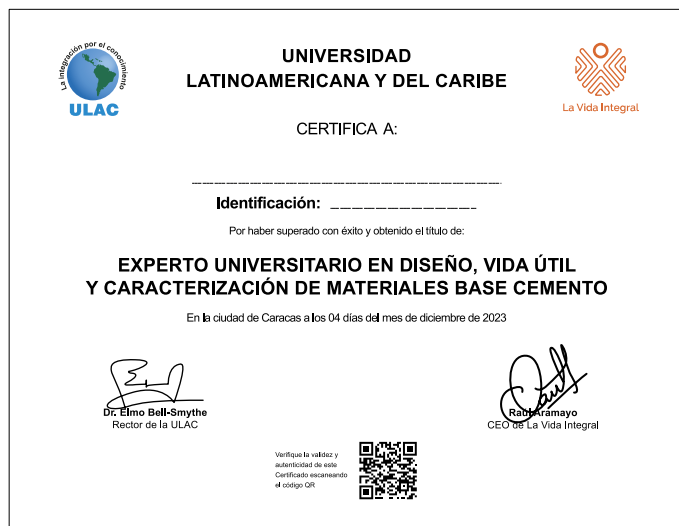 La integración por el conocimiento
ULAC
UNIVERSIDAD
LATINOAMERICANA Y DEL CARIBE
La Vida Integral
CERTIFICA A:
Identificación:
Por haber superado con éxito y obtenido el título de:
EXPERTO UNIVERSITARIO EN DISEÑO, VIDA ÚTIL
Y CARACTERIZACIÓN DE MATERIALES BASE CEMENTO
En la ciudad de Caracas a los 04 días del mes de diciembre de 2023
Dr. Elmo Bell-Smythe
Rector de la ULAC
Raúl Aramayo
CEO de La Vida Integral
Verifique la validez y
autenticidad de este
Certificado escaneando
el código QR